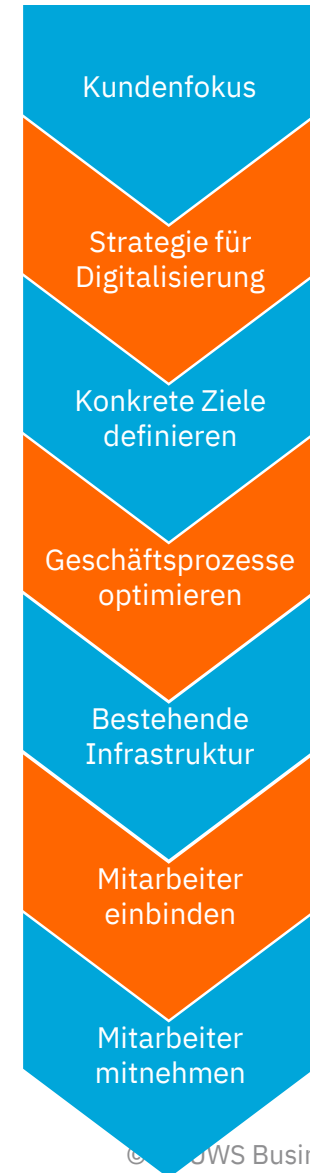 Kundenfokus
Strategie für
Digitalisierung
Konkrete Ziele
definieren
Geschäftsprozesse
optimieren
Bestehende
Infrastruktur
Mitarbeiter
einbinden
Mitarbeiter
mitnehmen
©